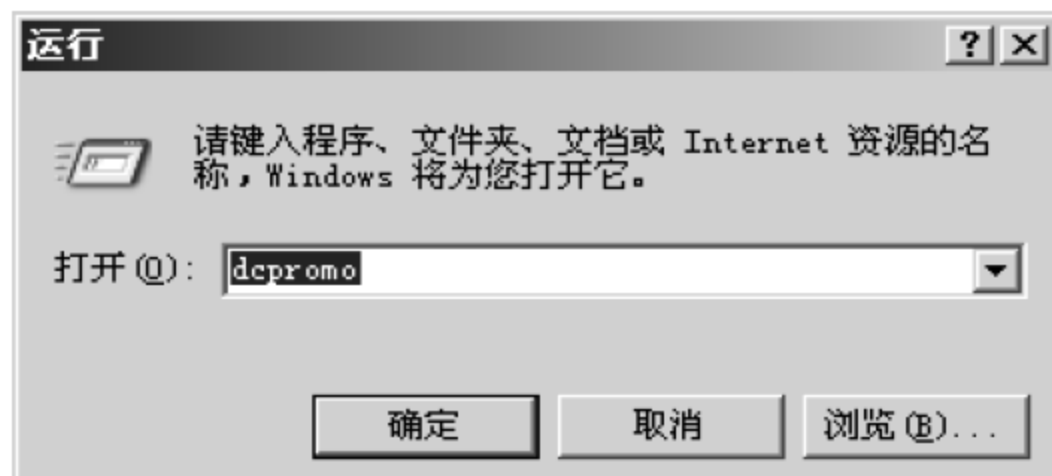 运行
请键入程序、文件夹、文档或 Internet 资源的名
称，Windows 将为您打开它。
打开(O): dcpromo
确定 取消 浏览(B)...